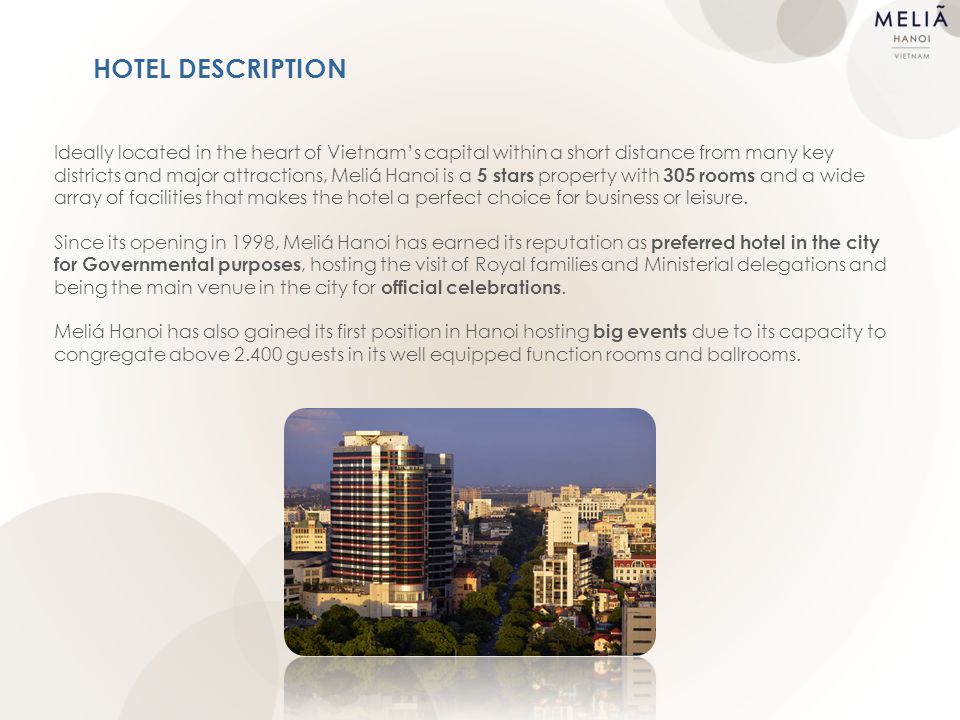 MELIÃ
HANOI
VIETNAM
HOTEL DESCRIPTION
Ideally located in the heart of Vietnam’s capital within a short distance from many key
districts and major attractions, Meliá Hanoi is a 5 stars property with 305 rooms and a wide
array of facilities that makes the hotel a perfect choice for business or leisure.
Since its opening in 1998, Meliá Hanoi has earned its reputation as preferred hotel in the city
for Governmental purposes, hosting the visit of Royal families and Ministerial delegations and
being the main venue in the city for official celebrations.
Meliá Hanoi has also gained its first position in Hanoi hosting big events due to its capacity to
congregate above 2.400 guests in its well equipped function rooms and ballrooms.